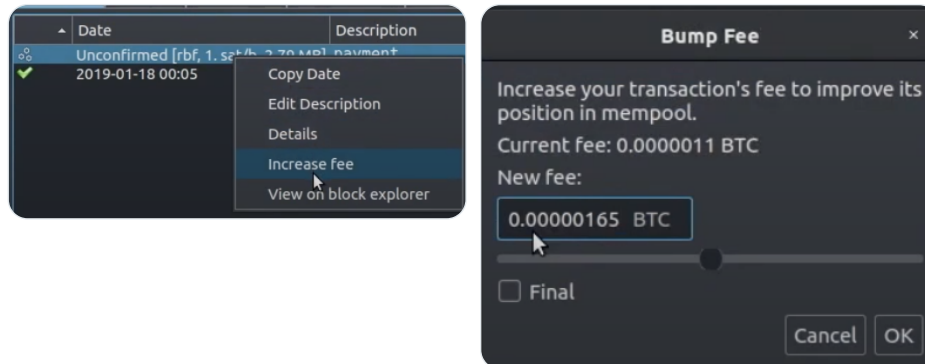 Date Description
Unconfirmed [rbf, 1. sat/b, 2.79 MB] payment
2019-01-18 00:05
Copy Date
Edit Description
Details
Increase fee
View on block explorer
Bump Fee
Increase your transaction's fee to improve its
position in mempool.
Current fee: 0.0000011 BTC
New fee:
0.00000165 BTC
Final
Cancel OK